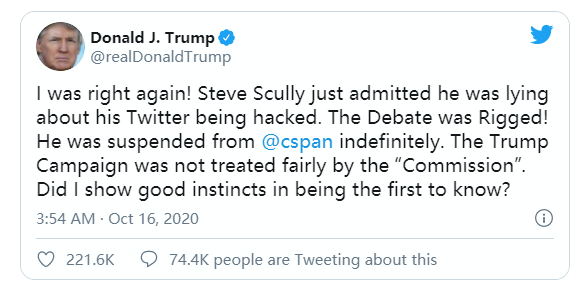 Donald J. Trump
@realDonaldTrump
I was right again! Steve Scully just admitted he was lying
about his Twitter being hacked. The Debate was Rigged!
He was suspended from @cspan indefinitely. The Trump
Campaign was not treated fairly by the “Commission”.
Did I show good instincts in being the first to know?
3:54 AM · Oct 16, 2020
221.6K 74.4K people are Tweeting about this